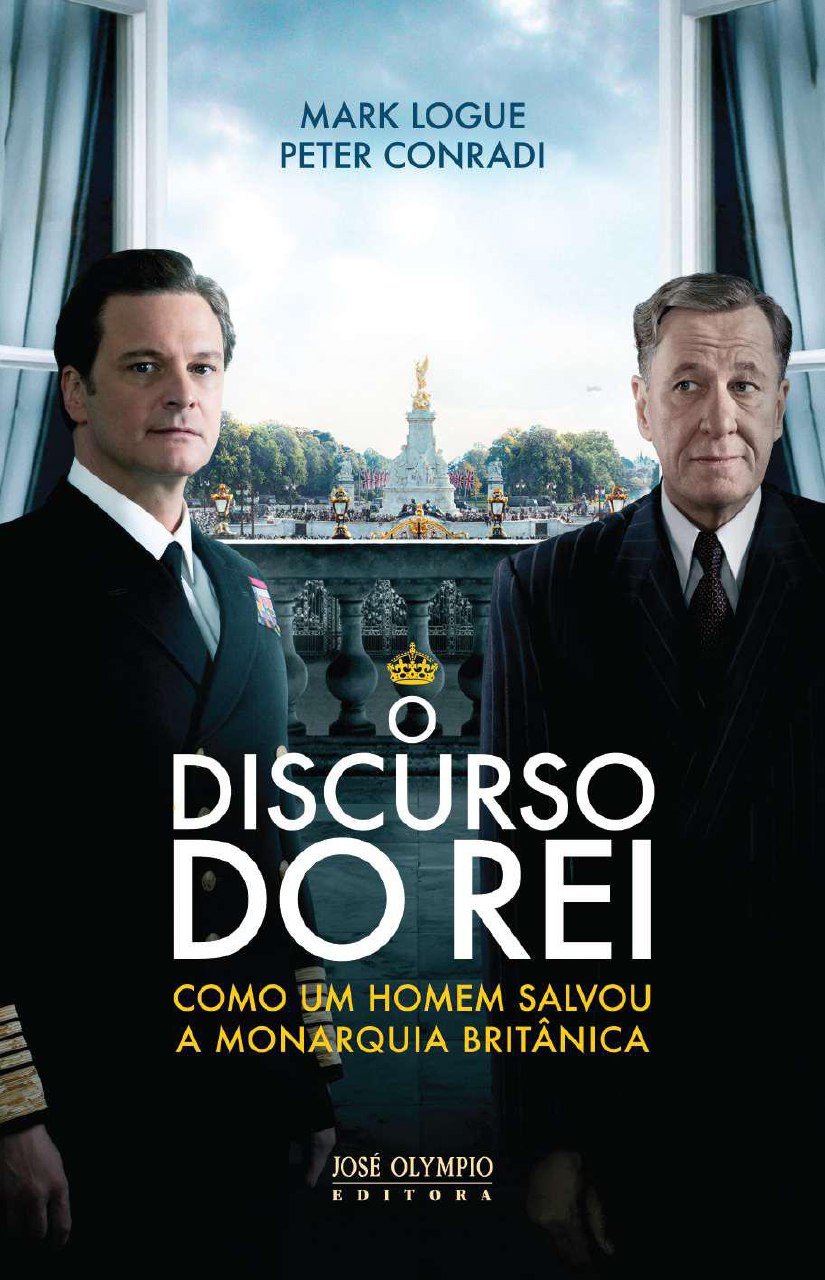 MARK LOGUE
PETER CONRADI
O
DISCURSO
DO REI
COMO UM HOMEM SALVOU
A MONARQUIA BRITÂNICA
JOSÉ OLYMPIO
EDITORA